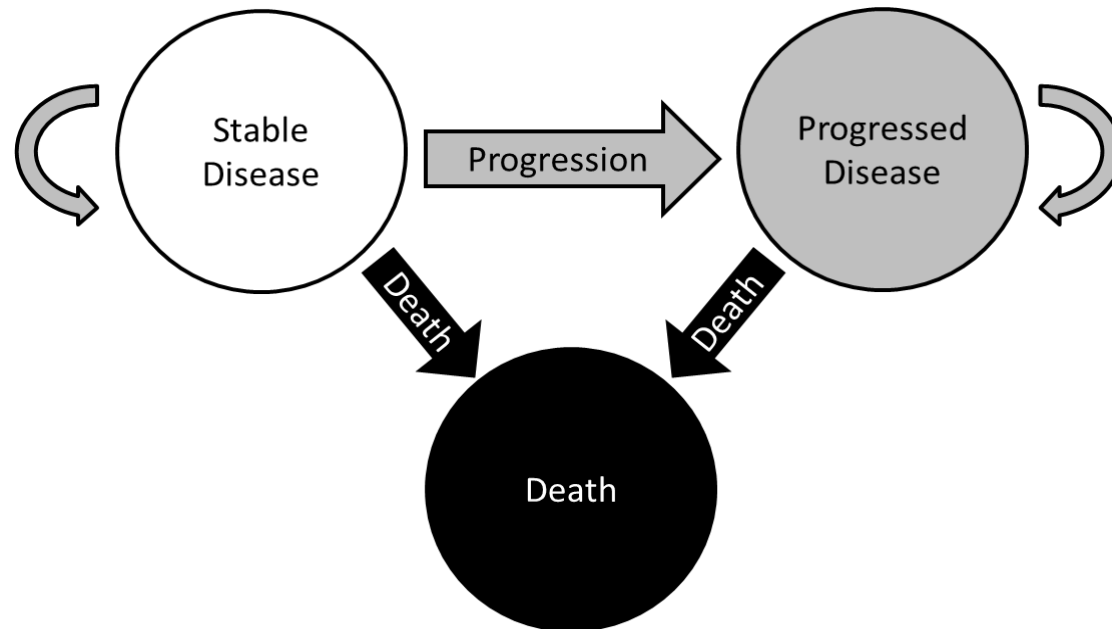 Stable
Disease
Progression
Progressed
Disease
Death
Death
Death